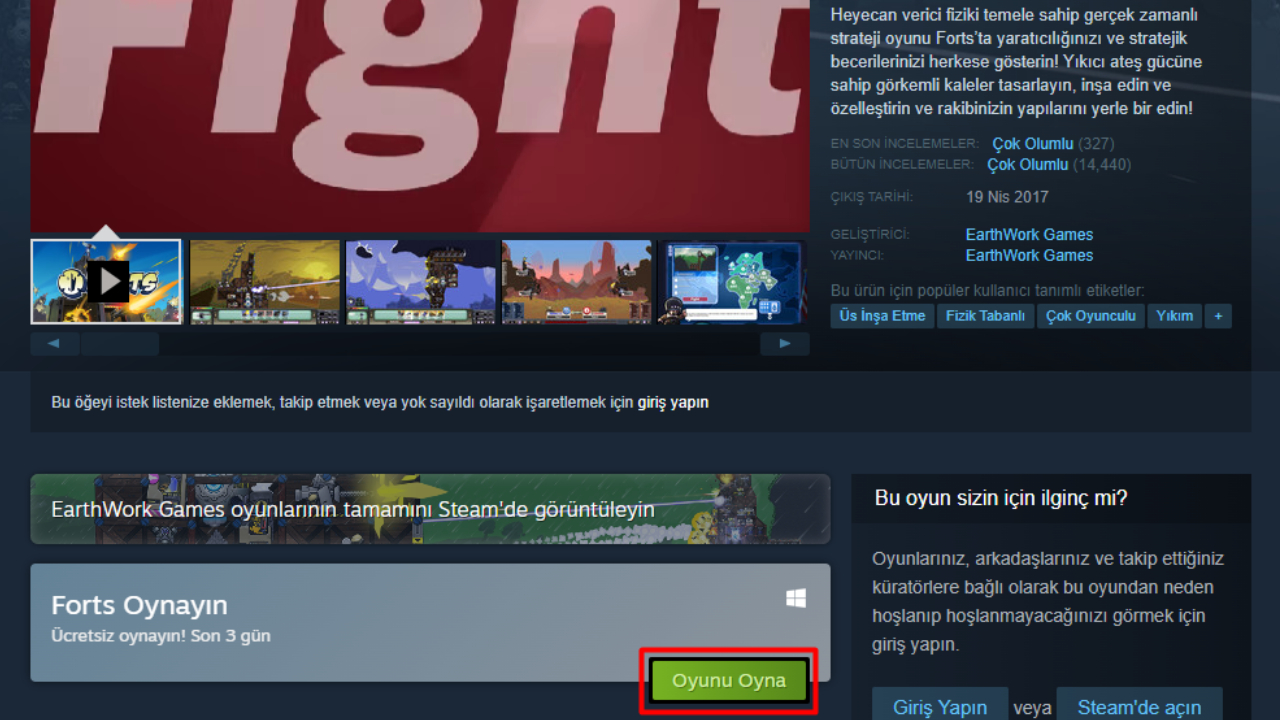 Fight
Heyecan verici fiziki temele sahip gerçek zamanlı
strateji oyunu Forts'ta yaratıcılığınızı ve stratejik
becerilerinizi herkese gösterin! Yıkıcı ateş gücüne
sahip görkemli kaleler tasarlayın, inşa edin ve
özelleştirin ve rakibinizin yapılarını yerle bir edin!
EN SON İNCELEMELER: Çok Olumlu (327)
BÜTÜN İNCELEMELER: Çok Olumlu (14,440)
ÇIKIŞ TARİHİ: 19 Nis 2017
GELİŞTİRİCİ: EarthWork Games
YAYINCI: EarthWork Games
Bu ürün için popüler kullanıcı tanımlı etiketler:
Üs İnşa Etme Fizik Tabanlı Çok Oyunculu Yıkım +
Bu öğeyi istek listenize eklemek, takip etmek veya yok sayıldı olarak işaretlemek için giriş yapın
EarthWork Games oyunlarının tamamını Steam'de görüntüleyin
Forts Oynayın
Ücretsiz oynayın! Son 3 gün
Oyunu Oyna
Bu oyun sizin için ilginç mi?
Oyunlarınız, arkadaşlarınız ve takip ettiğiniz
küratörlere bağlı olarak bu oyundan neden
hoşlanıp hoşlanmayacağınızı görmek için
giriş yapın.
Giriş Yapın veya Steam'de açın